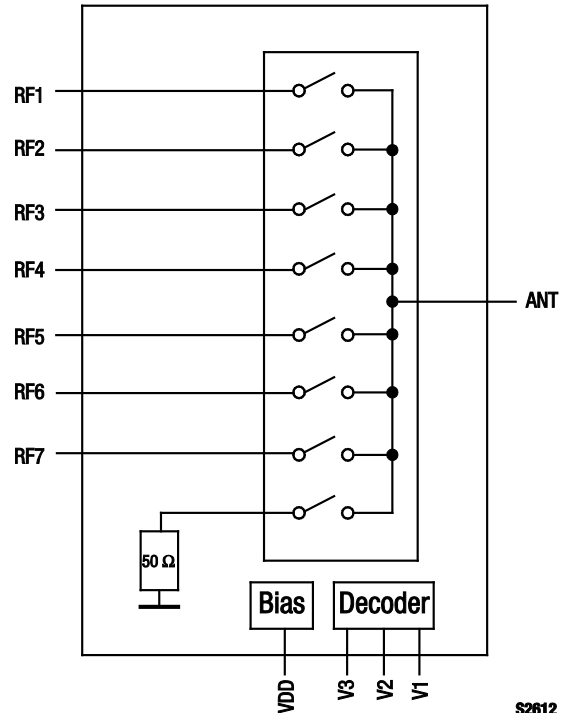 RF1
RF2
RF3
RF4
ANT
RF5
RF6
RF7
50 Ω
Bias
Decoder
VDD
V3
V2
V1
S2612